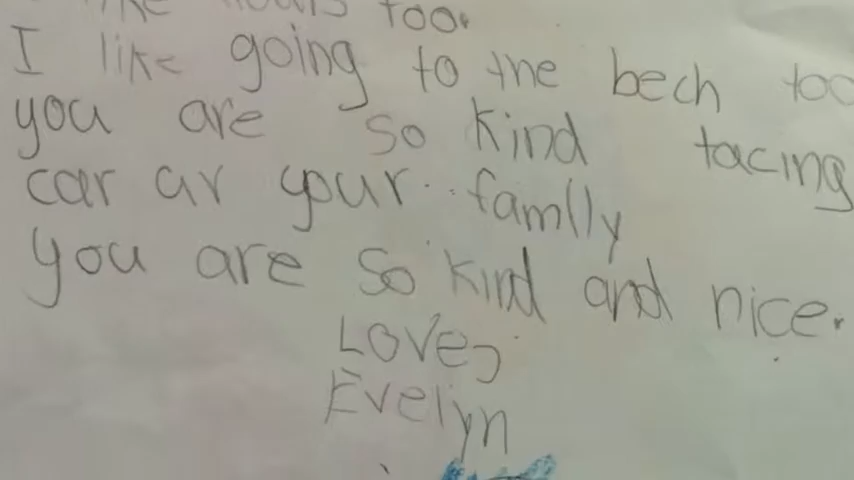 too.
I like going to the bech too
you are so kind tacing
car ar your family
you are so kind and nice.
Love,
Evelyn